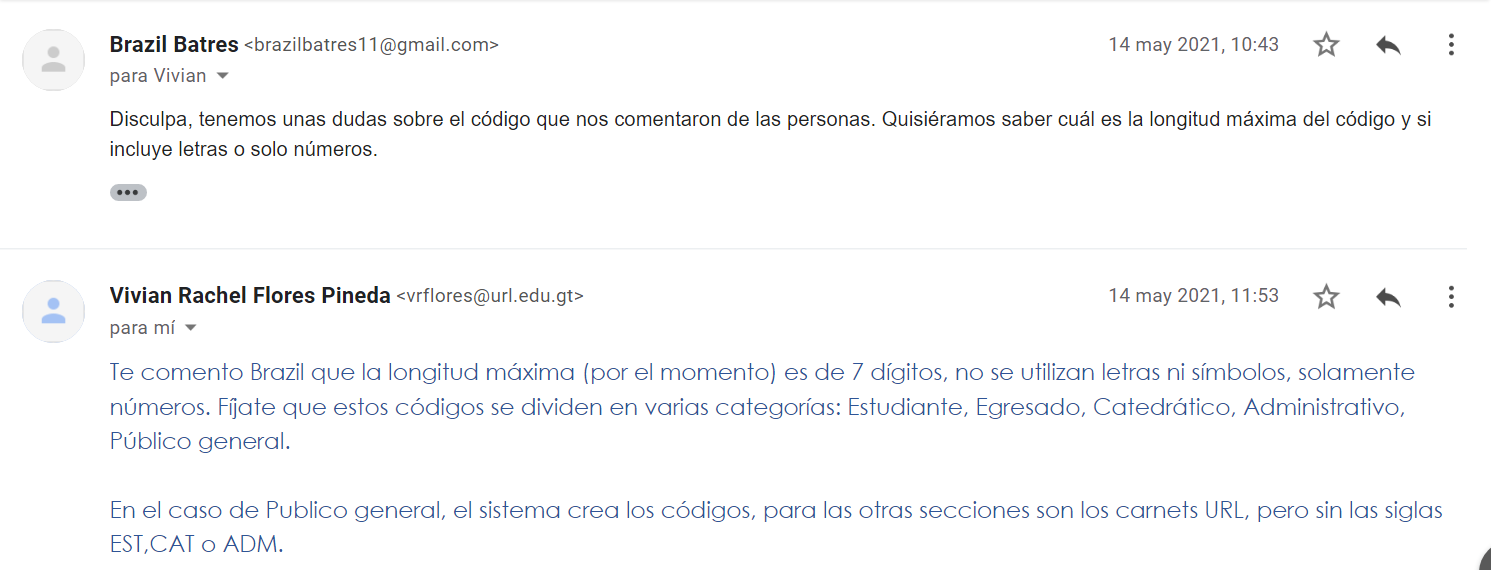 Brazil Batres <brazilbatres11@gmail.com> 14 may 2021, 10:43
para Vivian
Disculpa, tenemos unas dudas sobre el código que nos comentaron de las personas. Quisiéramos saber cuál es la longitud máxima del código y si
incluye letras o solo números.
Vivian Rachel Flores Pineda <vrflores@url.edu.gt> 14 may 2021, 11:53
para mí
Te comento Brazil que la longitud máxima (por el momento) es de 7 dígitos, no se utilizan letras ni símbolos, solamente
números. Fíjate que estos códigos se dividen en varias categorías: Estudiante, Egresado, Catedrático, Administrativo,
Público general.
En el caso de Publico general, el sistema crea los códigos, para las otras secciones son los carnets URL, pero sin las siglas
EST,CAT o ADM.